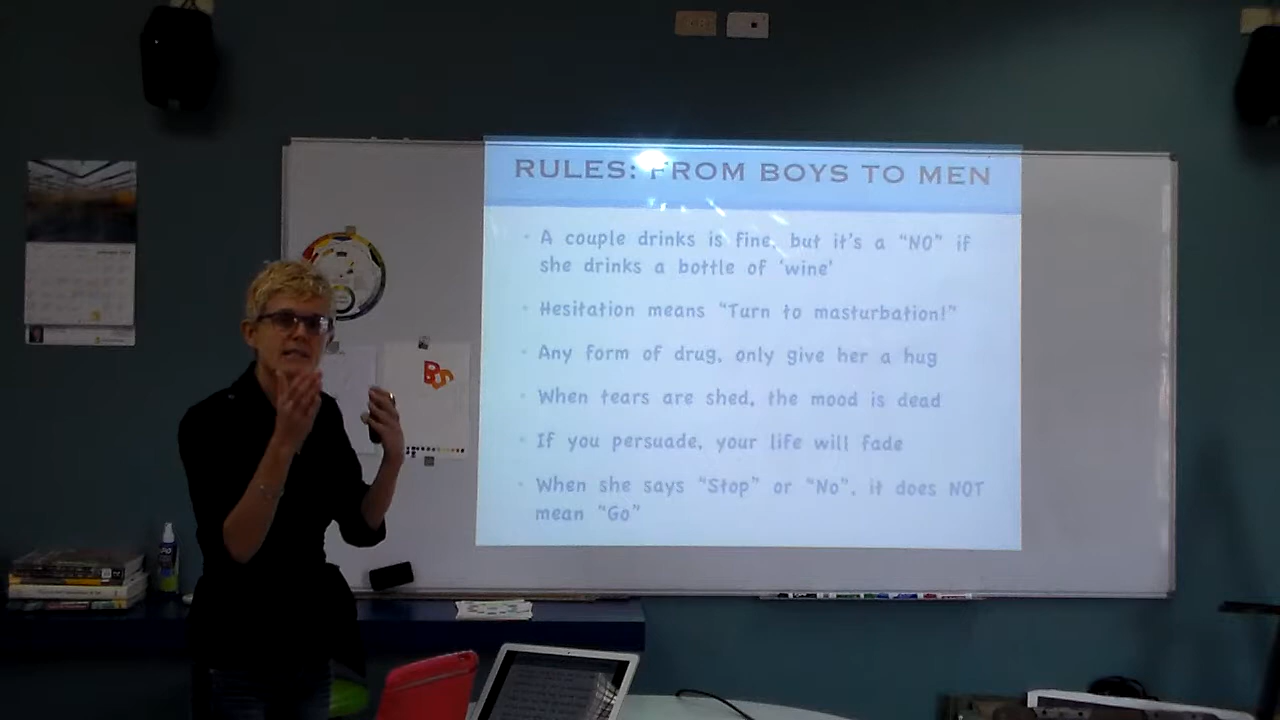 RULES: FROM BOYS TO MEN
A couple drinks is fine, but it's a "NO" if
she drinks a bottle of 'wine'
Hesitation means "Turn to masturbation!"
Any form of drug, only give her a hug
When tears are shed, the mood is dead
If you persuade, your life will fade
When she says "Stop" or "No", it does NOT
mean "Go"